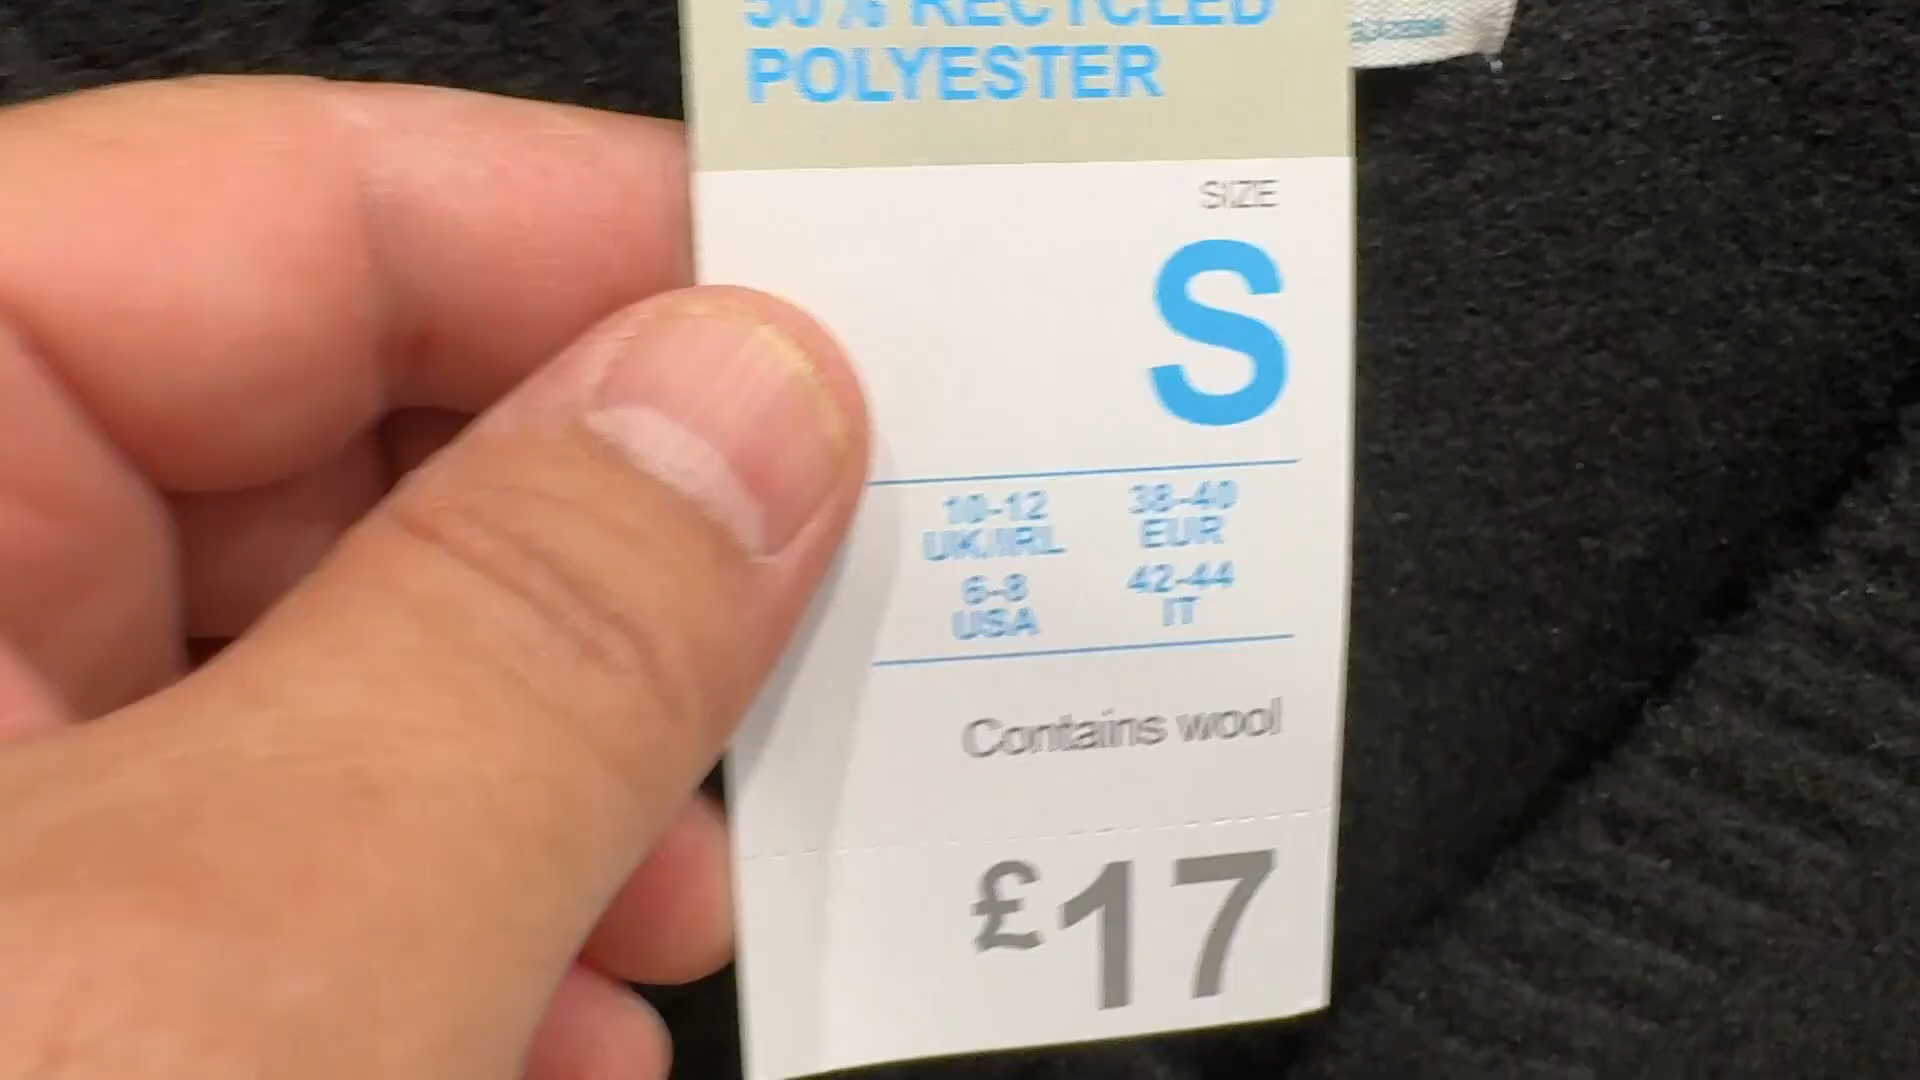 50% RECYCLED
POLYESTER
SIZE
S
10-12 38-40
UK/IRL EUR
6-8 42-44
USA IT
Contains wool
£17